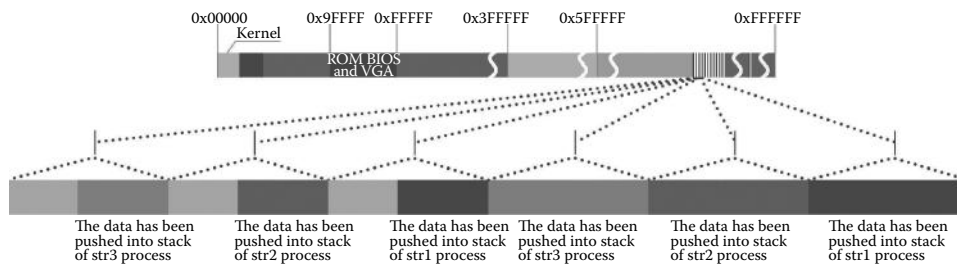 0x00000 0x9FFFF 0xFFFFF 0x3FFFFF 0x5FFFFF 0xFFFFFF
Kernel
ROM BIOS
and VGA
The data has been
pushed into stack
of str3 process
The data has been
pushed into stack
of str2 process
The data has been
pushed into stack
of str1 process
The data has been
pushed into stack
of str3 process
The data has been
pushed into stack
of str2 process
The data has been
pushed into stack
of str1 process